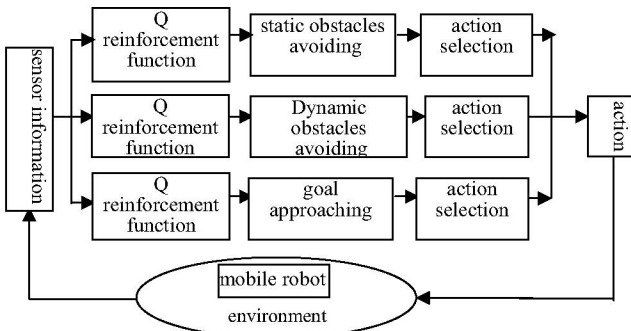 sensor information
Q
reinforcement
function
static obstacles
avoiding
action
selection
Q
reinforcement
function
Dynamic
obstacles
avoiding
action
selection
Q
reinforcement
function
goal
approaching
action
selection
action
mobile robot
environment